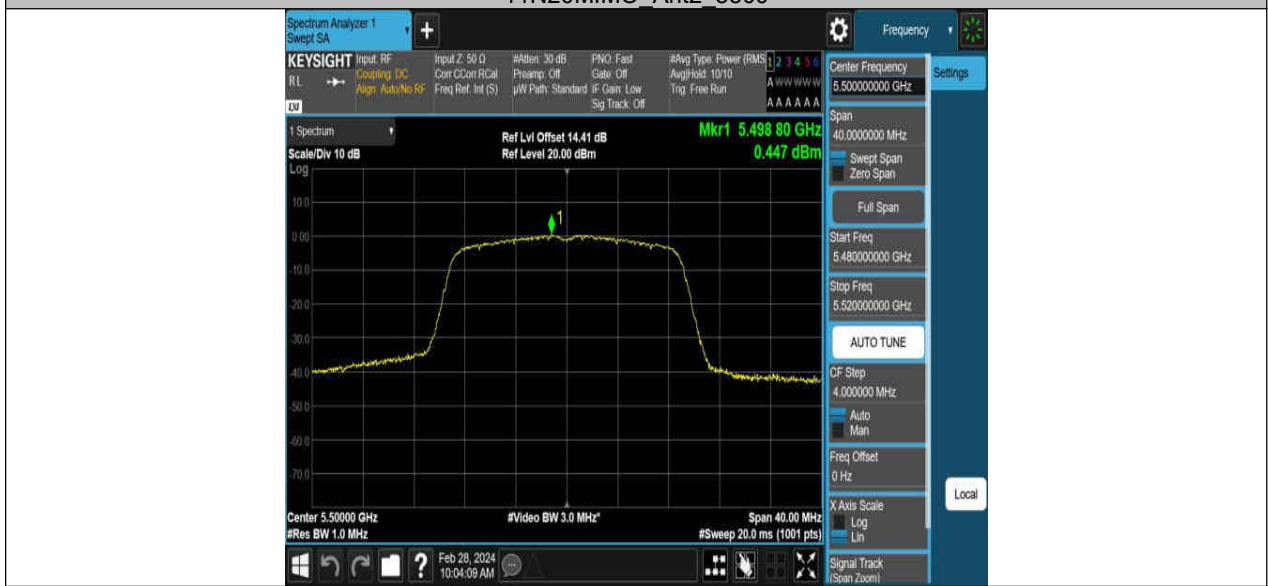 11N20MIMO_Ant2_5500
Spectrum Analyzer 1
Swept SA
+
Frequency
KEYSIGHT
RL
LXI
Input: RF
Coupling: DC
Align: Auto/No RF
Input Z: 50 Ω
Corr CCorr RCal
Freq Ref: Int (S)
#Atten: 30 dB
Preamp: Off
µW Path: Standard
PNO: Fast
Gate: Off
IF Gain: Low
Sig Track: Off
#Avg Type: Power (RMS
Avg|Hold: 10/10
Trig: Free Run
1 2 3 4 5 6
A W W W W W
A A A A A A
1 Spectrum
Scale/Div 10 dB
Log
Ref Lvl Offset 14.41 dB
Ref Level 20.00 dBm
Mkr1 5.498 80 GHz
0.447 dBm
10.0
0.00
-10.0
-20.0
-30.0
-40.0
-50.0
-60.0
-70.0
1
Center 5.50000 GHz
#Res BW 1.0 MHz
#Video BW 3.0 MHz*
Span 40.00 MHz
#Sweep 20.0 ms (1001 pts)
Feb 28, 2024
10:04:09 AM
?
Center Frequency
5.500000000 GHz
Settings
Span
40.0000000 MHz
Swept Span
Zero Span
Full Span
Start Freq
5.480000000 GHz
Stop Freq
5.520000000 GHz
AUTO TUNE
CF Step
4.000000 MHz
Auto
Man
Freq Offset
0 Hz
X Axis Scale
Log
Lin
Local
Signal Track
(Span Zoom)